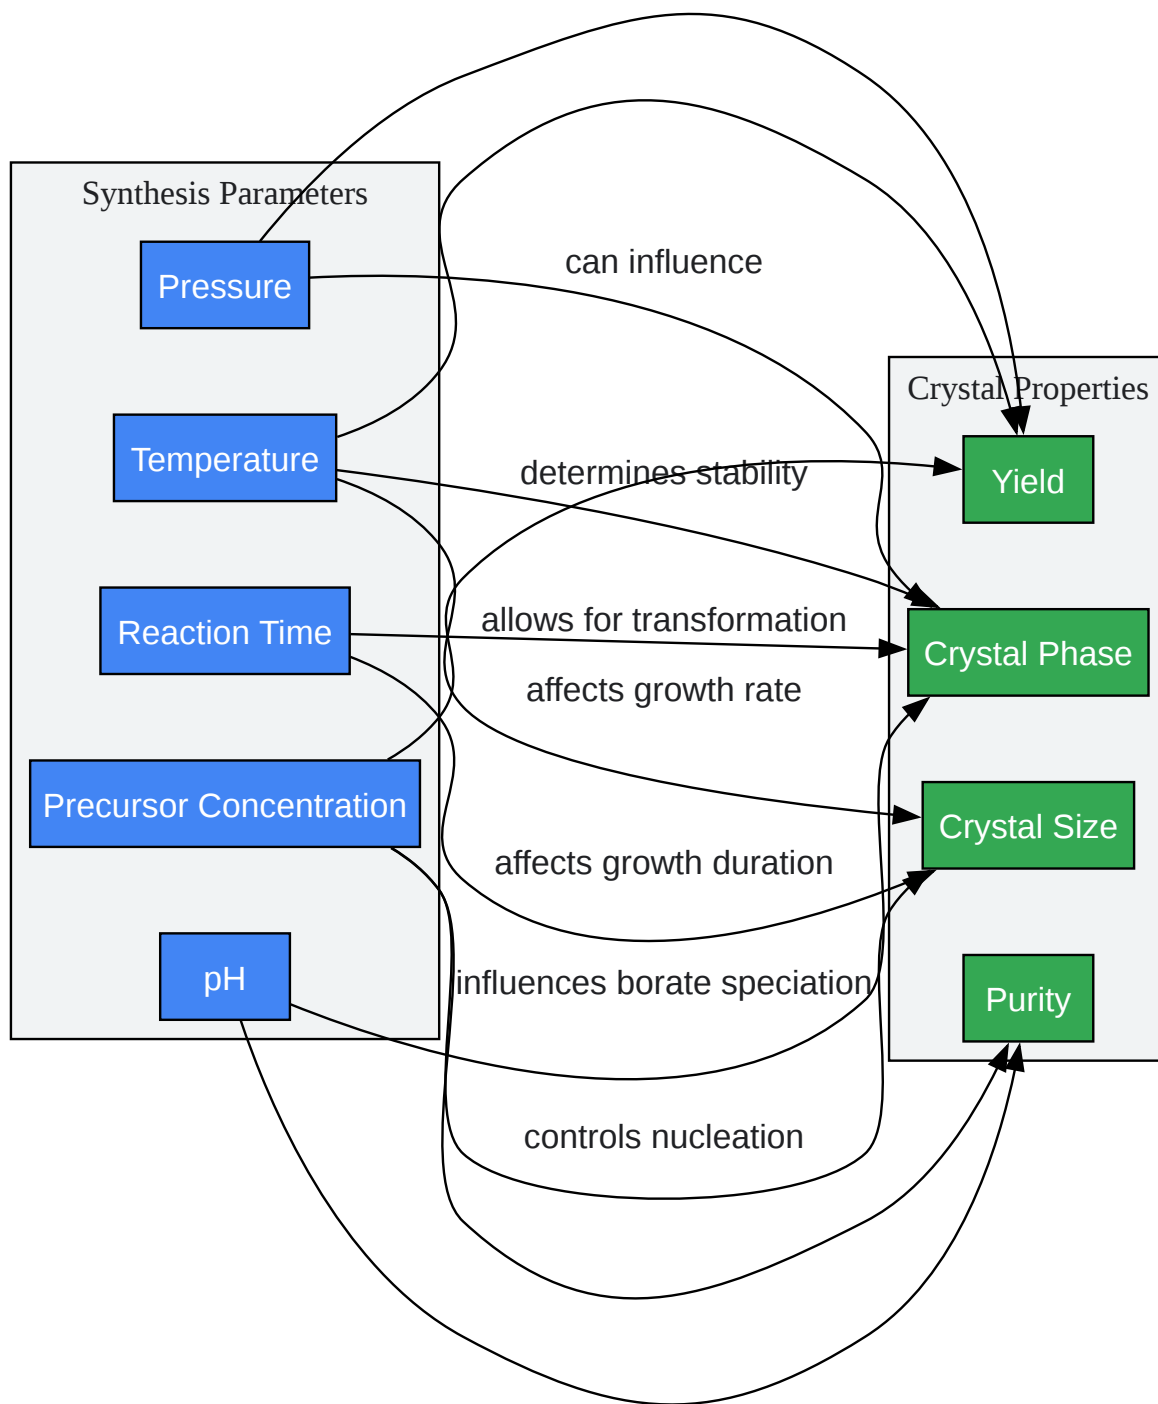 Synthesis Parameters
Pressure
Temperature
Reaction Time
Precursor Concentration
pH
can influence
determines stability
allows for transformation
affects growth rate
affects growth duration
influences borate speciation
controls nucleation
Crystal Properties
Yield
Crystal Phase
Crystal Size
Purity